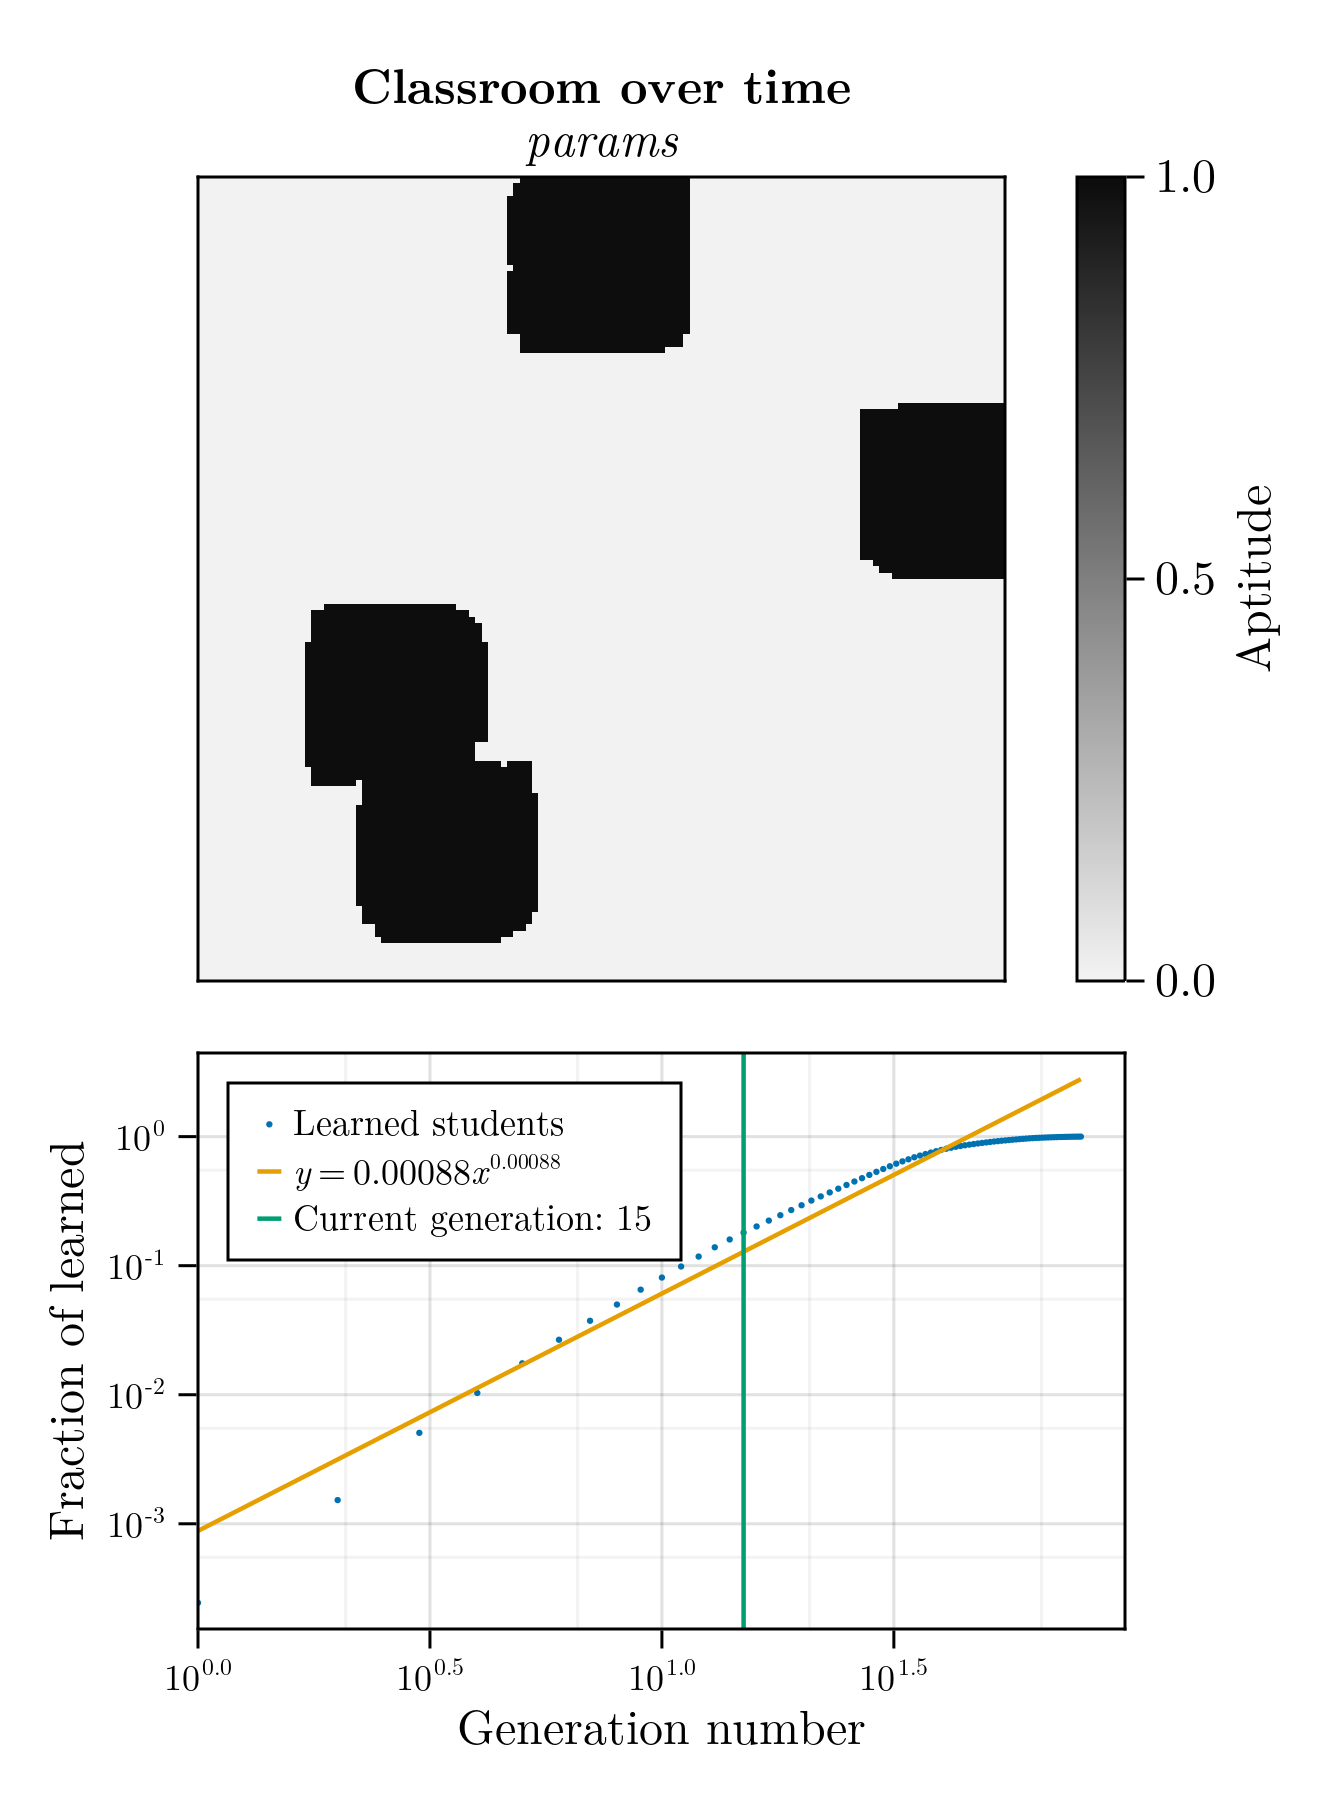 Classroom over time
params
1.0
0.5
0.0
Aptitude
Learned students
y = 0.00088x^0.00088
Current generation: 15
10^0
10^-1
10^-2
10^-3
Fraction of learned
10^0.0 10^0.5 10^1.0 10^1.5
Generation number